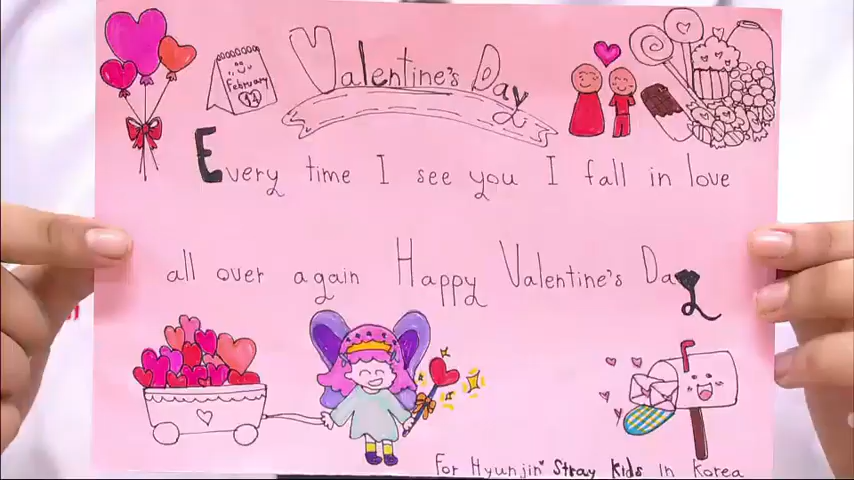 Valentine's Day
February
14
Every time I see you I fall in love
all over again Happy Valentine's Day
For Hyunjin Stray Kids In Korea